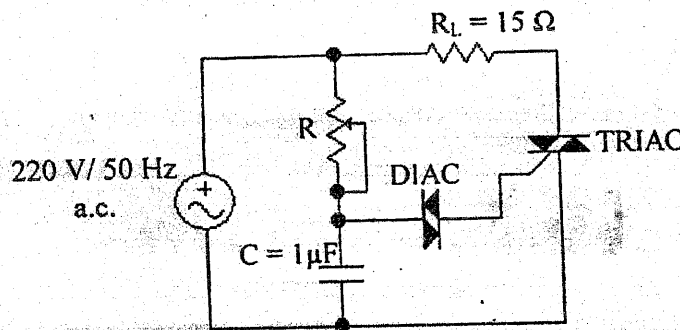 R_L = 15 Ω
R
TRIAC
DIAC
220 V/ 50 Hz
a.c.
C = 1µF